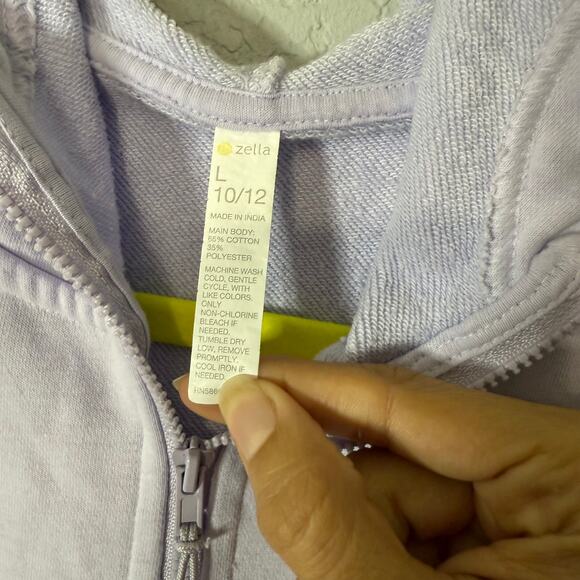 zella
L
10/12
MADE IN INDIA
MAIN BODY:
65% COTTON
35%
POLYESTER
MACHINE WASH
COLD, GENTLE
CYCLE, WITH
LIKE COLORS.
ONLY
NON-CHLORINE
BLEACH IF
NEEDED.
TUMBLE DRY
LOW, REMOVE
PROMPTLY.
COOL IRON IF
NEEDED.